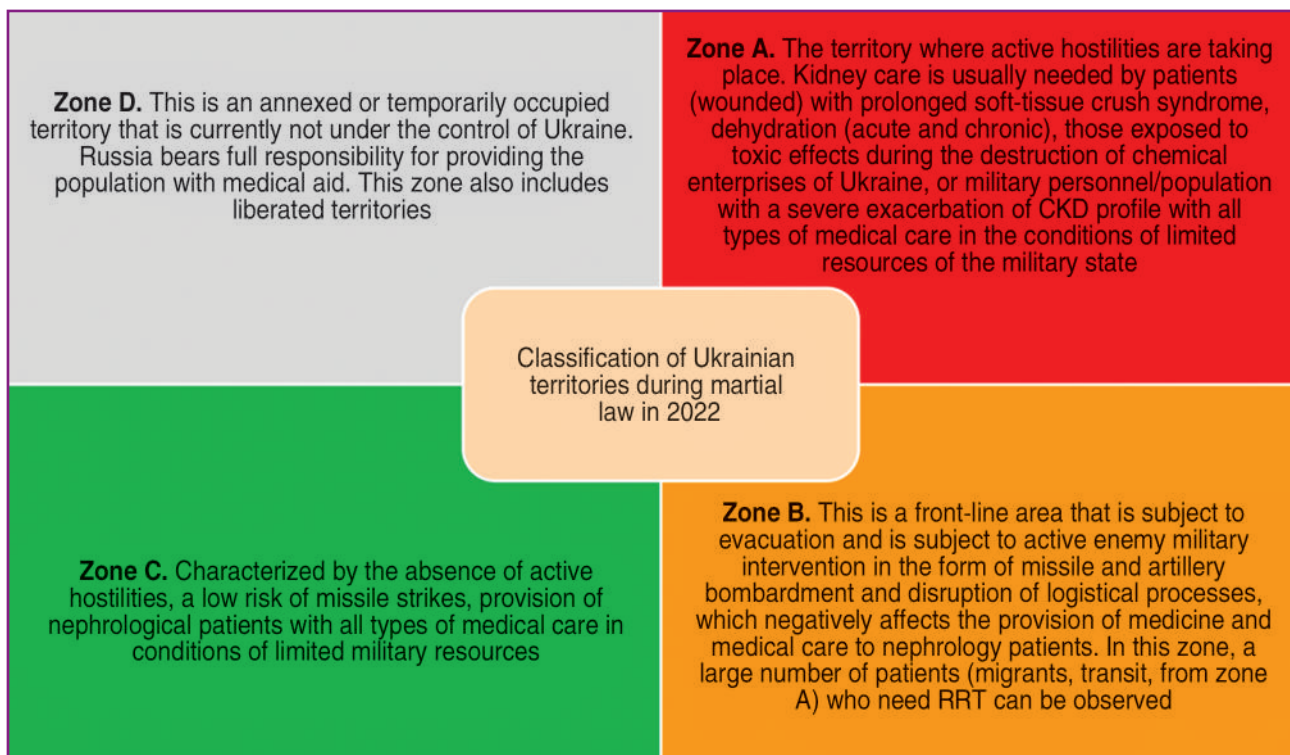 Zone D. This is an annexed or temporarily occupied
territory that is currently not under the control of Ukraine.
Russia bears full responsibility for providing the
population with medical aid. This zone also includes
liberated territories
Zone A. The territory where active hostilities are taking
place. Kidney care is usually needed by patients
(wounded) with prolonged soft-tissue crush syndrome,
dehydration (acute and chronic), those exposed to
toxic effects during the destruction of chemical
enterprises of Ukraine, or military personnel/population
with a severe exacerbation of CKD profile with all
types of medical care in the conditions of limited
resources of the military state
Classification of Ukrainian
territories during martial
law in 2022
Zone C. Characterized by the absence of active
hostilities, a low risk of missile strikes, provision of
nephrological patients with all types of medical care in
conditions of limited military resources
Zone B. This is a front-line area that is subject to
evacuation and is subject to active enemy military
intervention in the form of missile and artillery
bombardment and disruption of logistical processes,
which negatively affects the provision of medicine and
medical care to nephrology patients. In this zone, a
large number of patients (migrants, transit, from zone
A) who need RRT can be observed